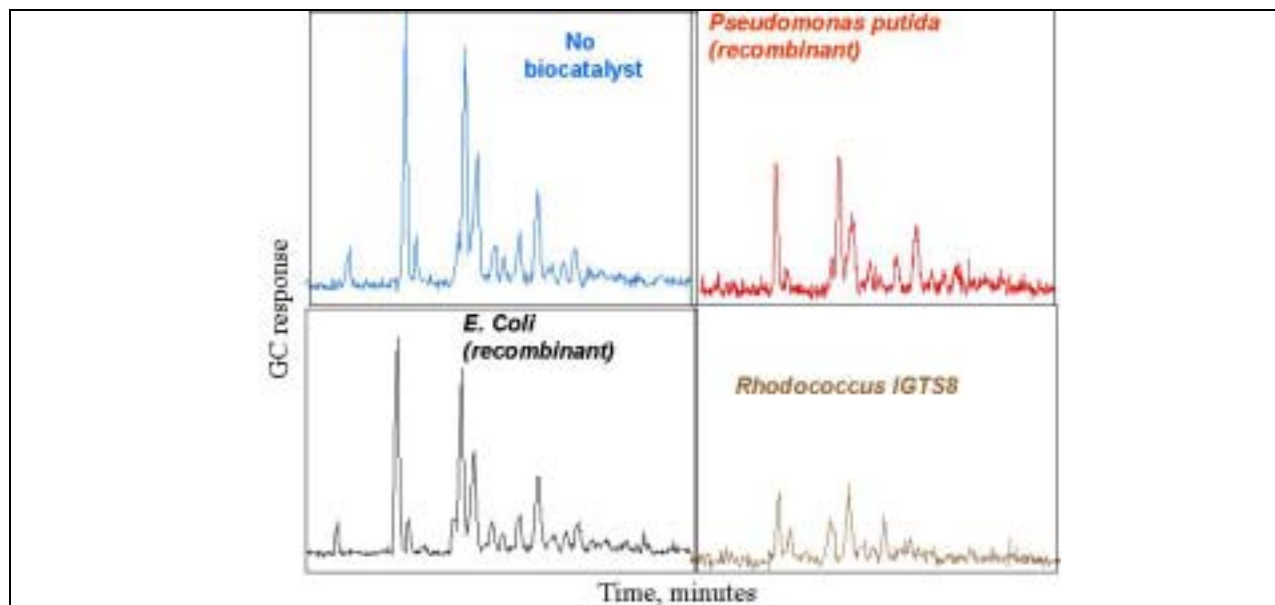 No
biocatalyst
Pseudomonas putida
(recombinant)
GC response
E. Coli
(recombinant)
Rhodococcus IGTS8
Time, minutes